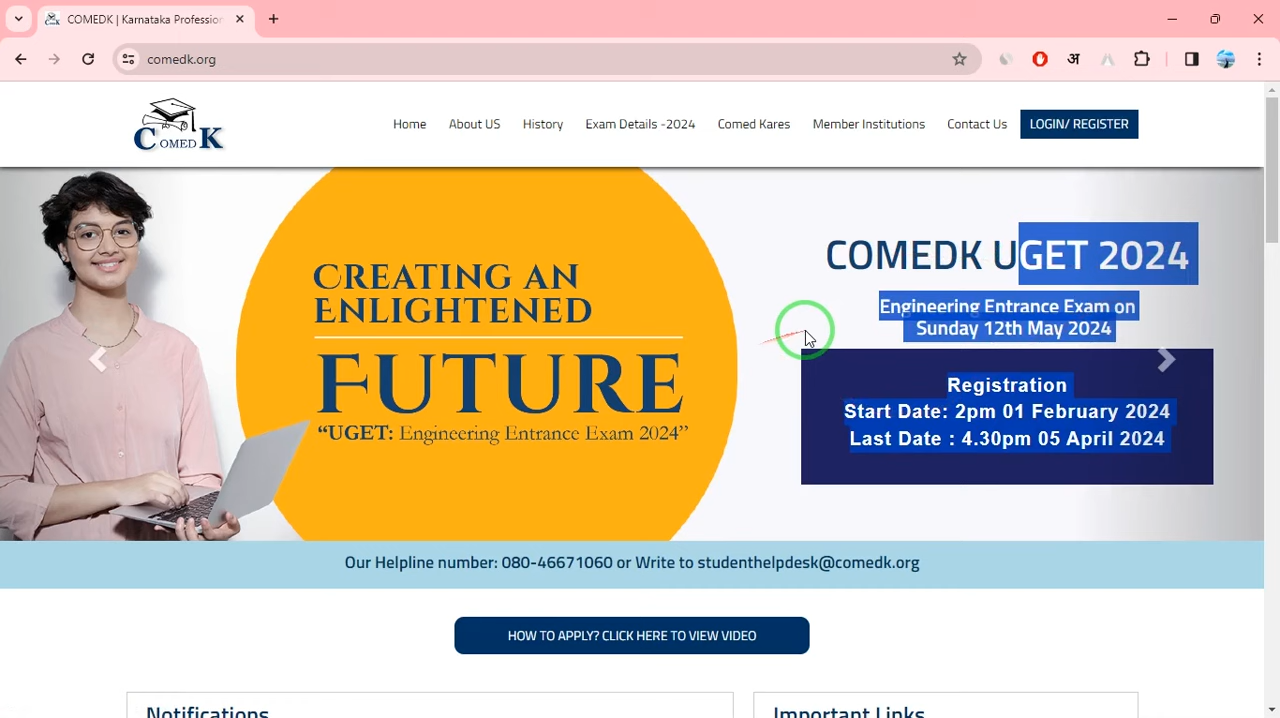 COMEDK | Karnataka Profession
comedk.org
अ
COMEDK
Home About US History Exam Details -2024 Comed Kares Member Institutions Contact Us LOGIN/ REGISTER
CREATING AN
ENLIGHTENED
FUTURE
“UGET: Engineering Entrance Exam 2024”
COMEDK UGET 2024
Engineering Entrance Exam on
Sunday 12th May 2024
Registration
Start Date: 2pm 01 February 2024
Last Date : 4.30pm 05 April 2024
Our Helpline number: 080-46671060 or Write to studenthelpdesk@comedk.org
HOW TO APPLY? CLICK HERE TO VIEW VIDEO
Notifications
Important Links